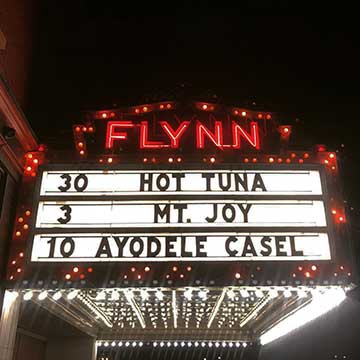 FLYNN
30 HOT TUNA
3 MT. JOY
10 AYODELE CASEL